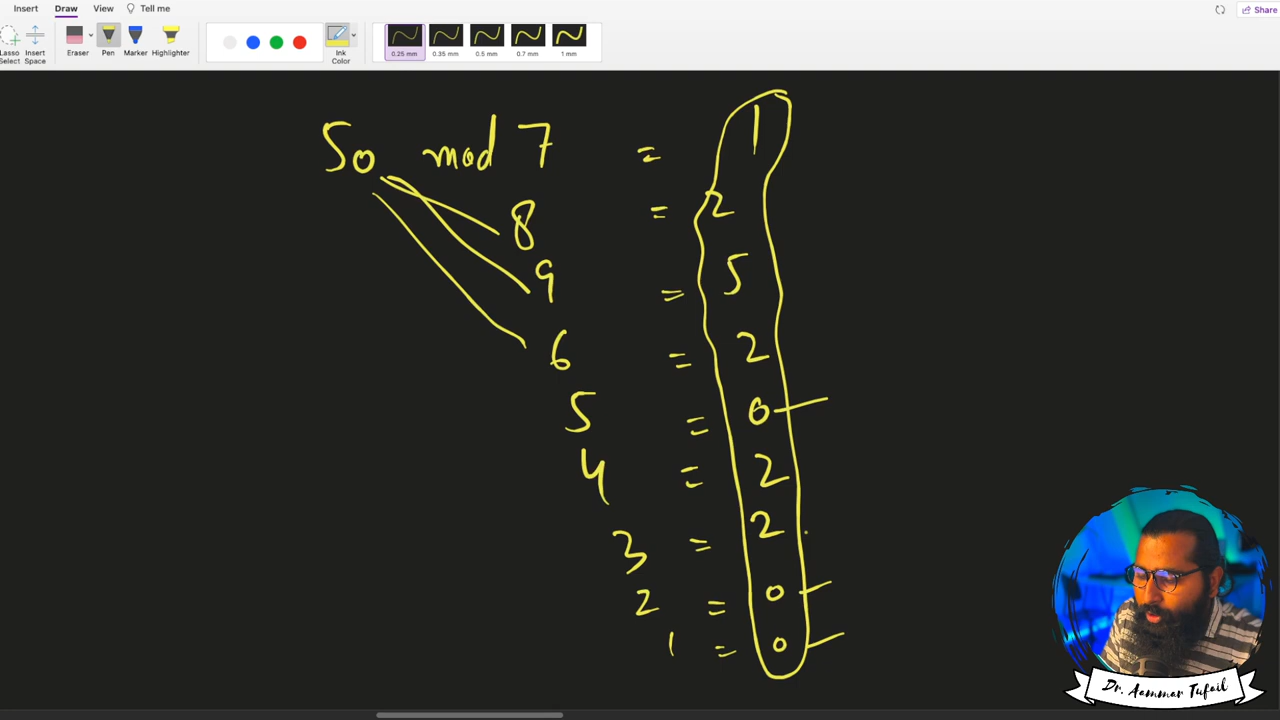 Insert Draw View Tell me Share
Eraser Pen Marker Highlighter
Lasso Select
Insert Space
Ink Color
0.25 mm 0.35 mm 0.5 mm 0.7 mm 1 mm
50 mod 7 = 1
8 = 2
9 = 5
6 = 2
5 = 0
4 = 2
3 = 2
2 = 0
1 = 0
Dr. Aammar Tufail